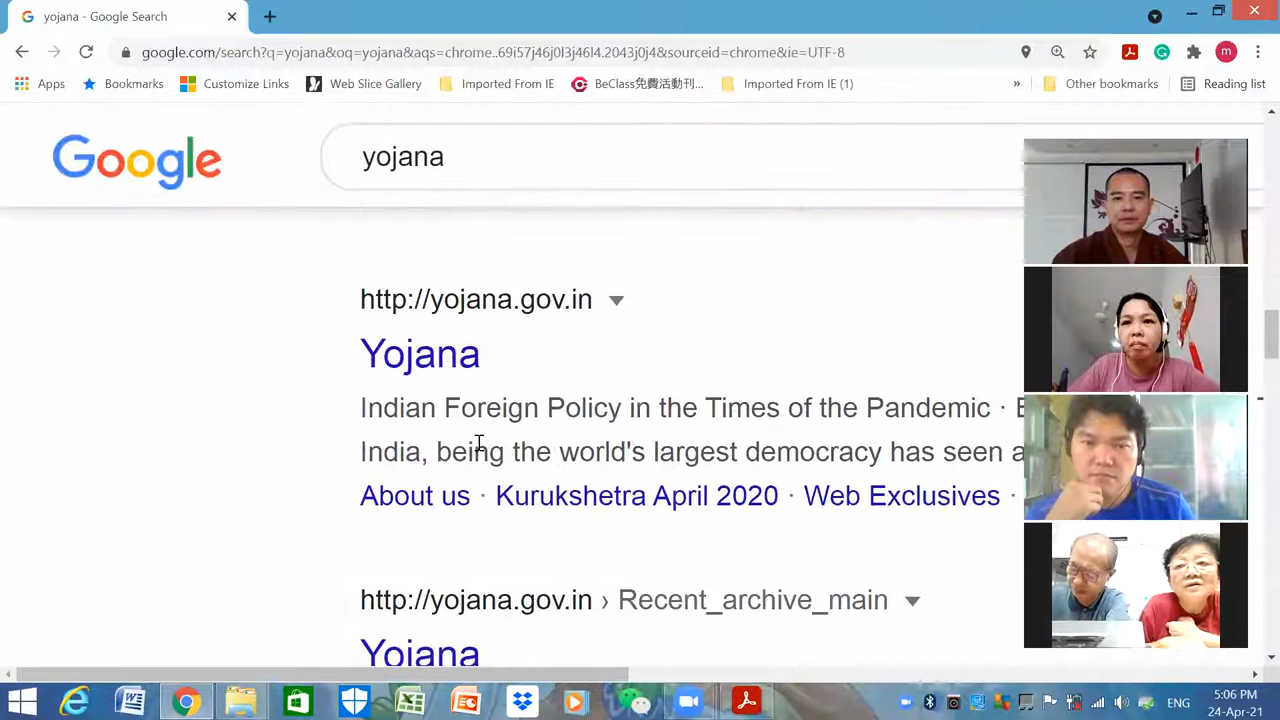 yojana - Google Search
google.com/search?q=yojana&oq=yojana&aqs=chrome.69i57j46j0l3j46l4.2043j0j4&sourceid=chrome&ie=UTF-8
m
Apps
Bookmarks
Customize Links
Web Slice Gallery
Imported From IE
BeClass免費活動刊...
Imported From IE (1)
»
Other bookmarks
Reading list
Google
yojana
http://yojana.gov.in
Yojana
Indian Foreign Policy in the Times of the Pandemic ·
India, being the world's largest democracy has seen a
About us · Kurukshetra April 2020 · Web Exclusives ·
http://yojana.gov.in › Recent_archive_main
Yojana
ENG
5:06 PM
24-Apr-21